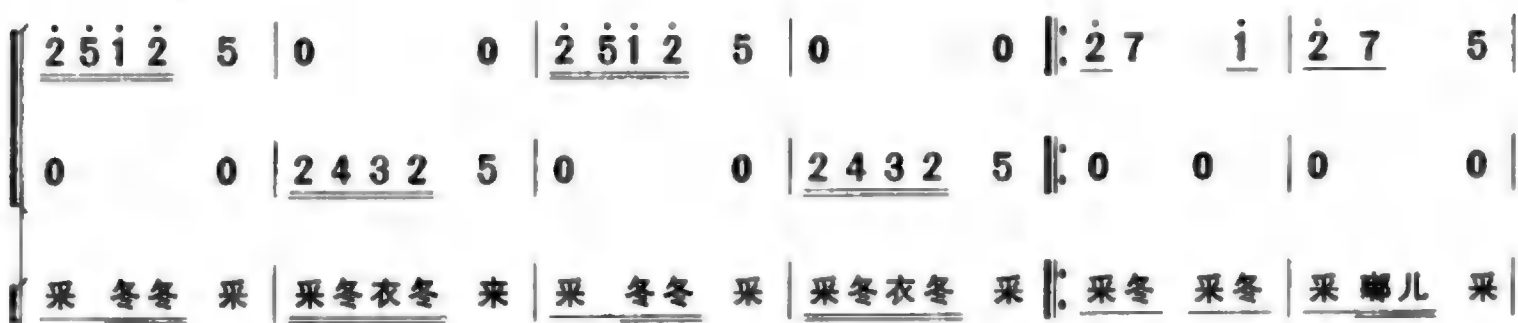 2̇ 5̇ 1̇ 2̇ 5 | 0 0 | 2̇ 5̇ 1̇ 2̇ 5 | 0 0 ‖: 2̇ 7 1̇ | 2̇ 7 5 |
0 0 | 2 4 3 2 5 | 0 0 | 2 4 3 2 5 ‖: 0 0 | 0 0 |
采 冬冬 采 | 采冬衣冬 来 | 采 冬冬 采 | 采冬衣冬 采 ‖: 采冬 采冬 | 采 嘟儿 采 |